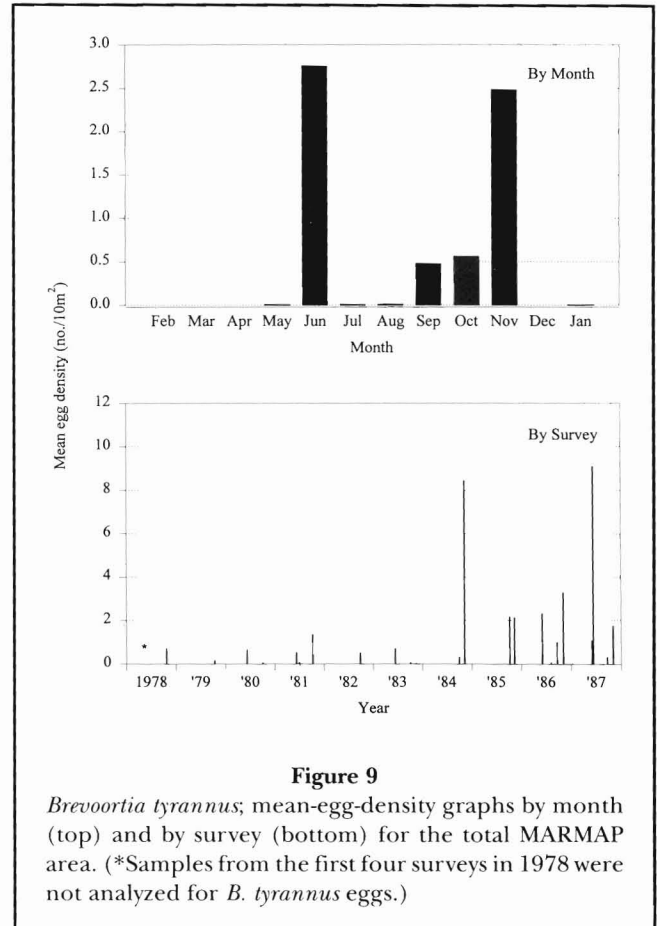 3.0
By Month
2.5
2.0
1.5
1.0
0.5
0.0
Feb Mar Apr May Jun Jul Aug Sep Oct Nov Dec Jan
Month
Mean egg density (no./10m²)
12
By Survey
10
8
6
4
2
*
0
1978 '79 '80 '81 '82 '83 '84 '85 '86 '87
Year
Figure 9
Brevoortia tyrannus; mean-egg-density graphs by month
(top) and by survey (bottom) for the total MARMAP
area. (*Samples from the first four surveys in 1978 were
not analyzed for B. tyrannus eggs.)